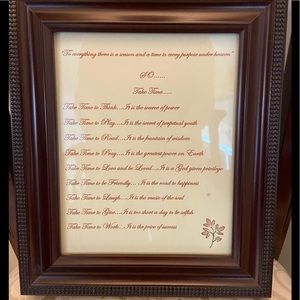 "To everything there is a season and a time to every purpose under heaven"
SO......
Take Time.....
Take Time to Think...It is the source of power
Take Time to Play...It is the secret of perpetual youth
Take Time to Read...It is the fountain of wisdom
Take Time to Pray...It is the greatest power on Earth
Take Time to Love and be Loved...It is a God given privilege
Take Time to be Friendly...It is the road to happiness
Take Time to Laugh...It is the music of the soul
Take Time to Give...It is too short a day to be selfish
Take Time to Work...It is the price of success